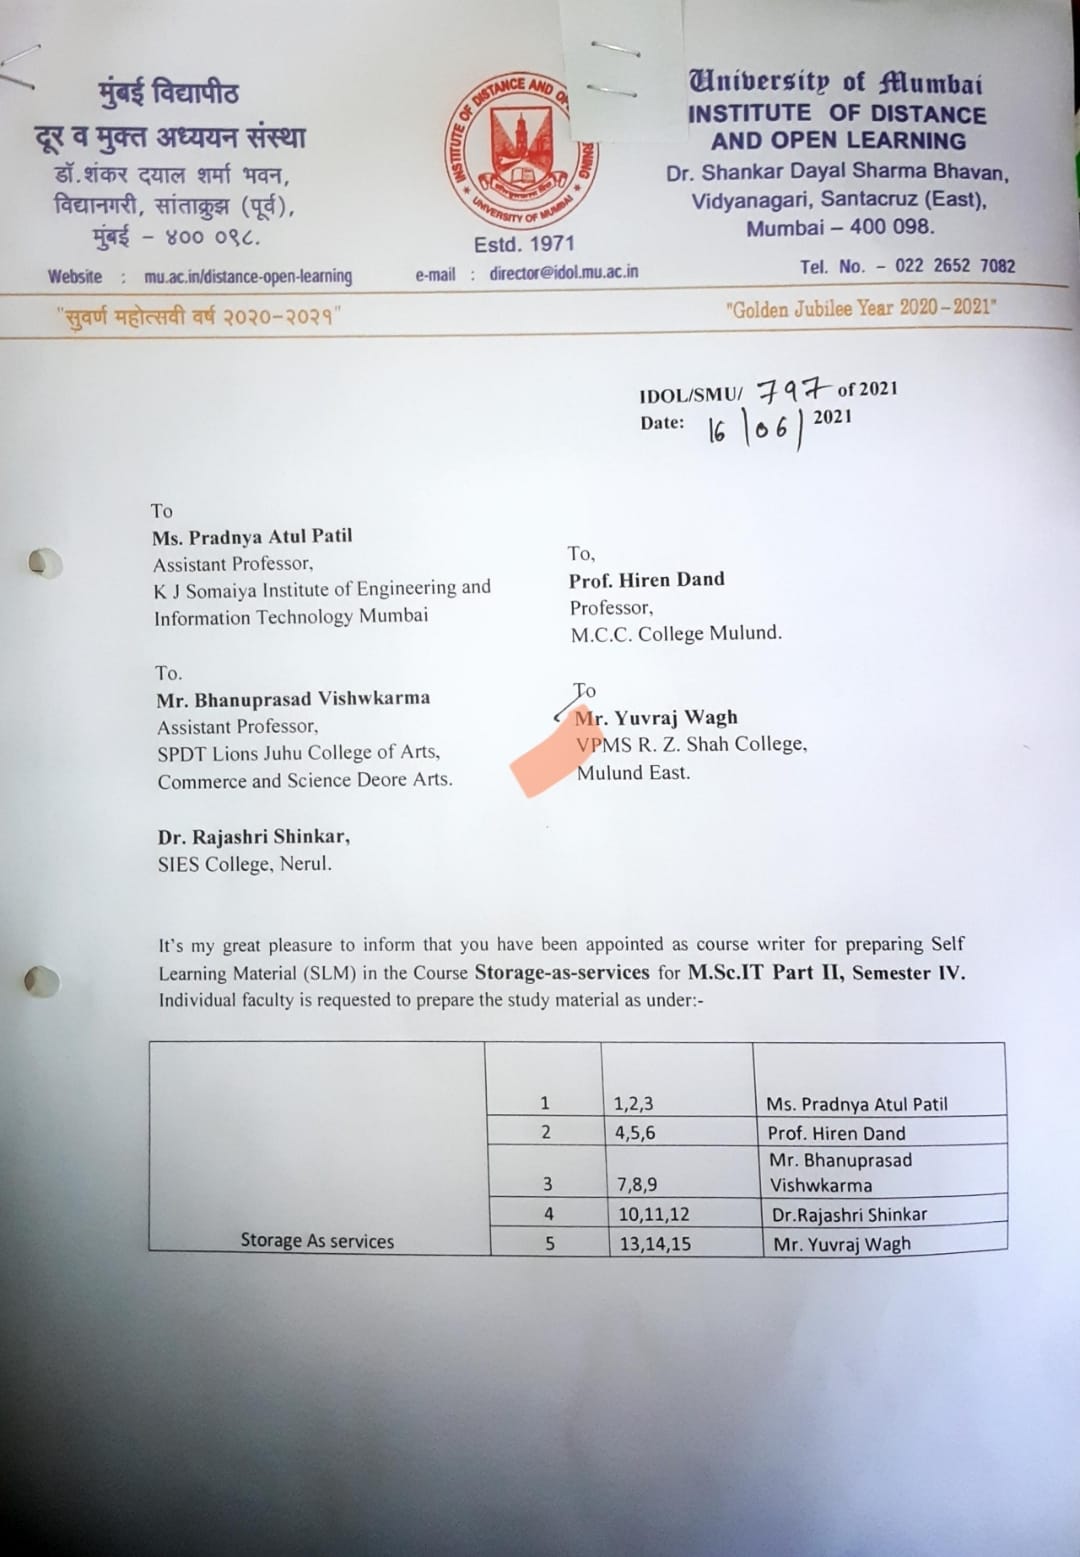 मुंबई विद्यापीठ
दूर व मुक्त अध्ययन संस्था
डॉ.शंकर दयाल शर्मा भवन,
विद्यानगरी, सांताक्रुझ (पूर्व),
मुंबई – ४०० ०९८.
Website : mu.ac.in/distance-open-learning
INSTITUTE OF DISTANCE AND
UNIVERSITY OF MUMBAI
Estd. 1971
e-mail : director@idol.mu.ac.in
University of Mumbai
INSTITUTE OF DISTANCE
AND OPEN LEARNING
Dr. Shankar Dayal Sharma Bhavan,
Vidyanagari, Santacruz (East),
Mumbai – 400 098.
Tel. No. - 022 2652 7082
"सुवर्ण महोत्सवी वर्ष २०२०-२०२१"
"Golden Jubilee Year 2020-2021"
IDOL/SMU/ 797 of 2021
Date: 16/06/2021
To
Ms. Pradnya Atul Patil
Assistant Professor,
K J Somaiya Institute of Engineering and
Information Technology Mumbai
To,
Prof. Hiren Dand
Professor,
M.C.C. College Mulund.
To.
Mr. Bhanuprasad Vishwkarma
Assistant Professor,
SPDT Lions Juhu College of Arts,
Commerce and Science Deore Arts.
To
Mr. Yuvraj Wagh
VPMS R. Z. Shah College,
Mulund East.
Dr. Rajashri Shinkar,
SIES College, Nerul.
It's my great pleasure to inform that you have been appointed as course writer for preparing Self
Learning Material (SLM) in the Course Storage-as-services for M.Sc.IT Part II, Semester IV.
Individual faculty is requested to prepare the study material as under:-
1 1,2,3 Ms. Pradnya Atul Patil
2 4,5,6 Prof. Hiren Dand
Mr. Bhanuprasad
3 7,8,9 Vishwkarma
4 10,11,12 Dr.Rajashri Shinkar
Storage As services 5 13,14,15 Mr. Yuvraj Wagh